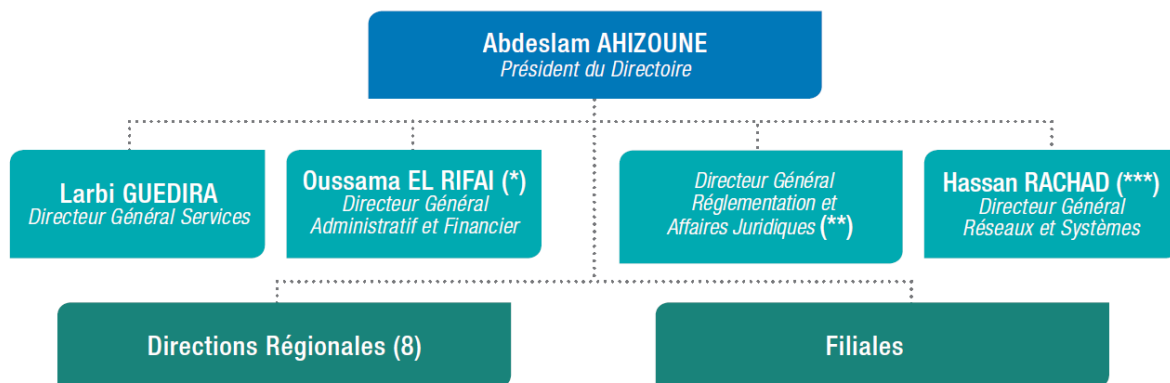 Abdeslam AHIZOUNE
Président du Directoire
Larbi GUEDIRA
Directeur Général Services
Oussama EL RIFAI (*)
Directeur Général
Administratif et Financier
Directeur Général
Réglementation et
Affaires Juridiques (**)
Hassan RACHAD (***)
Directeur Général
Réseaux et Systèmes
Directions Régionales (8)
Filiales